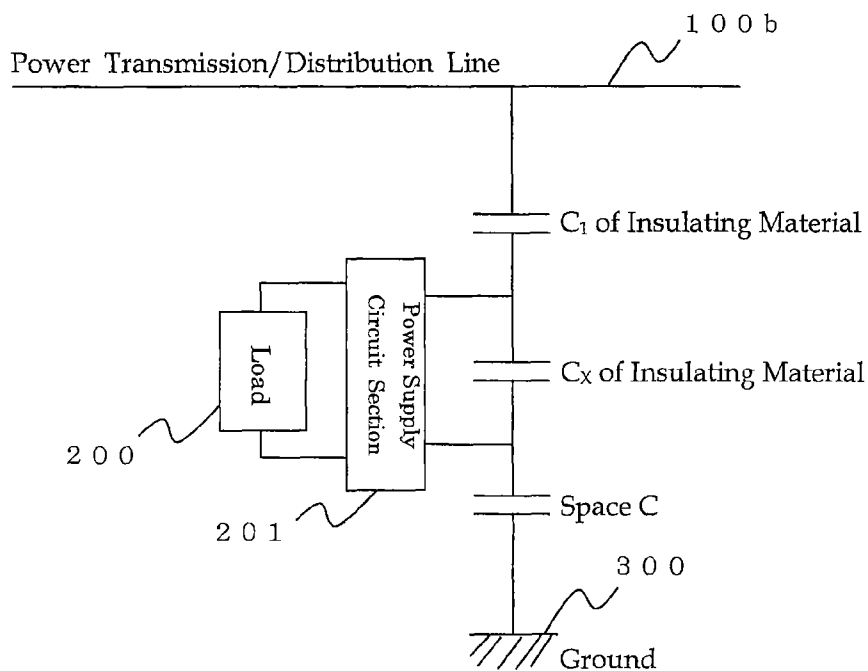 100b
Power Transmission/Distribution Line
C1 of Insulating Material
Power Supply
Circuit Section
Load
CX of Insulating Material
200
201
Space C
300
Ground